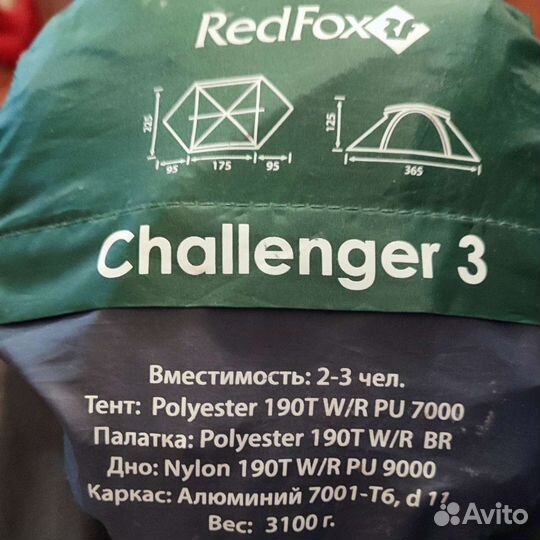 RedFox
225
95
175
95
125
365
Challenger 3
Вместимость: 2-3 чел.
Тент: Polyester 190T W/R PU 7000
Палатка: Polyester 190T W/R BR
Дно: Nylon 190T W/R PU 9000
Каркас: Алюминий 7001-T6, d 11
Вес: 3100 г.
Avito